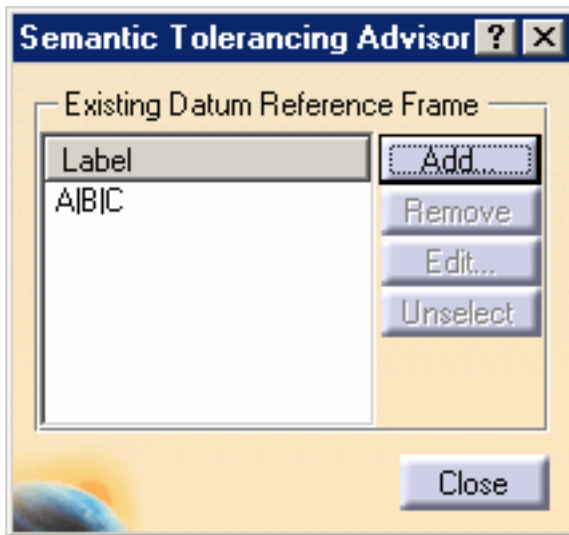 Semantic Tolerancing Advisor ? X
Existing Datum Reference Frame
Label
Add...
A|B|C
Remove
Edit...
Unselect
Close